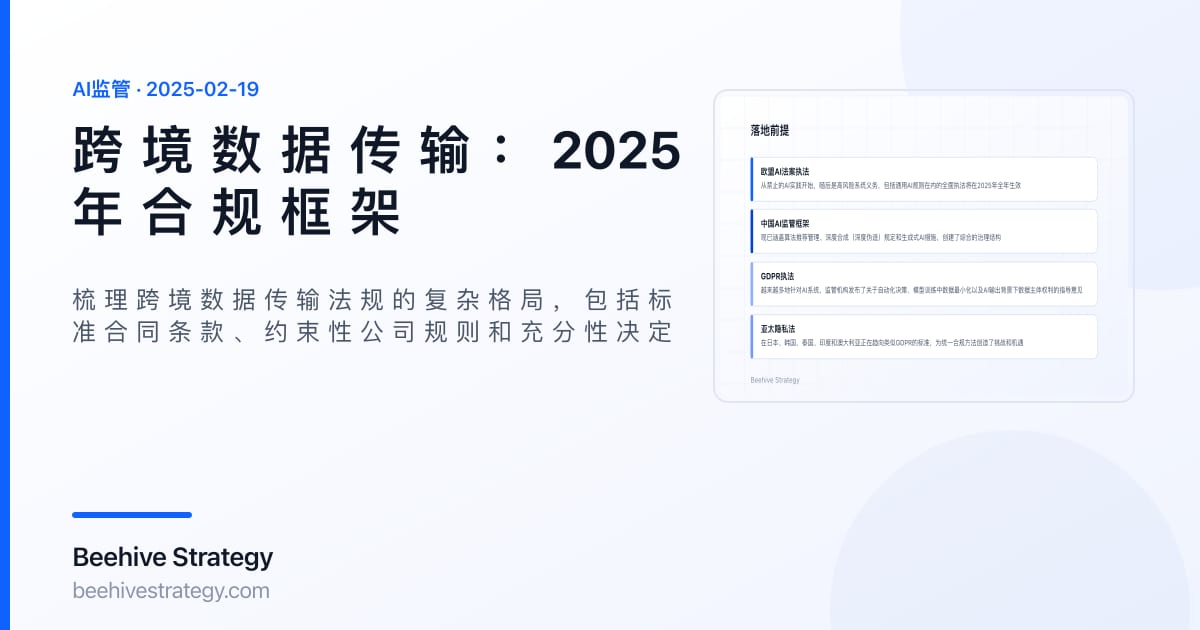 AI监管 · 2025-02-19
跨境数据传输：2025
年合规框架
梳理跨境数据传输法规的复杂格局，包括标
准合同条款、约束性公司规则和充分性决定
Beehive Strategy
beehivestrategy.com
落地前提
欧盟AI法案执法
从禁止的AI实践开始，随后是高风险系统义务，包括通用AI规则在内的全面执法将在2025年全年生效
中国AI监管框架
现已涵盖算法推荐管理、深度合成（深度伪造）规定和生成式AI措施，创建了综合的治理结构
GDPR执法
越来越多地针对AI系统，监管机构发布了关于自动化决策、模型训练中数据最小化以及AI输出背景下数据主体权利的指导意见
亚太隐私法
在日本、韩国、泰国、印度和澳大利亚正在趋向类似GDPR的标准，为统一合规方法创造了挑战和机遇
Beehive Strategy